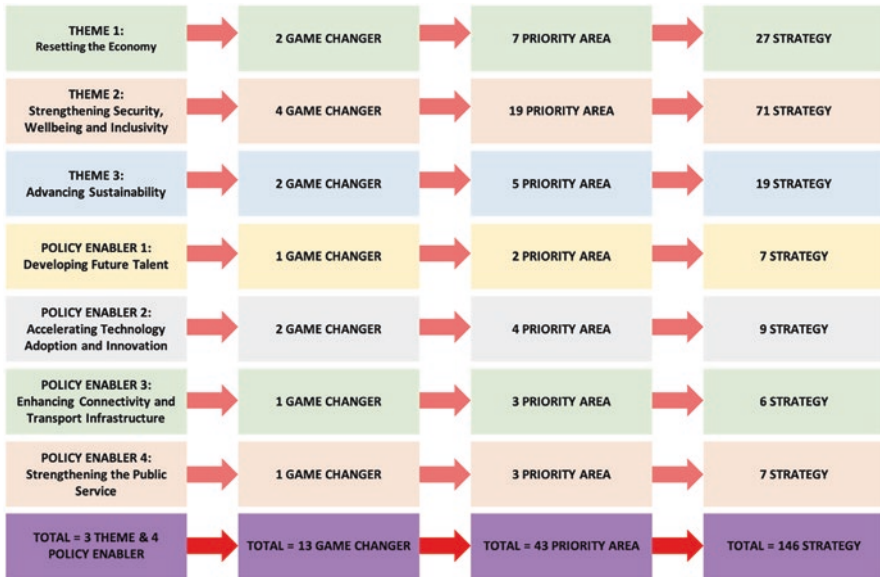 THEME 1:
Resetting the Economy
2 GAME CHANGER
7 PRIORITY AREA
27 STRATEGY
THEME 2:
Strengthening Security,
Wellbeing and Inclusivity
4 GAME CHANGER
19 PRIORITY AREA
71 STRATEGY
THEME 3:
Advancing Sustainability
2 GAME CHANGER
5 PRIORITY AREA
19 STRATEGY
POLICY ENABLER 1:
Developing Future Talent
1 GAME CHANGER
2 PRIORITY AREA
7 STRATEGY
POLICY ENABLER 2:
Accelerating Technology
Adoption and Innovation
2 GAME CHANGER
4 PRIORITY AREA
9 STRATEGY
POLICY ENABLER 3:
Enhancing Connectivity and
Transport Infrastructure
1 GAME CHANGER
3 PRIORITY AREA
6 STRATEGY
POLICY ENABLER 4:
Strengthening the Public
Service
1 GAME CHANGER
3 PRIORITY AREA
7 STRATEGY
TOTAL = 3 THEME & 4
POLICY ENABLER
TOTAL = 13 GAME CHANGER
TOTAL = 43 PRIORITY AREA
TOTAL = 146 STRATEGY